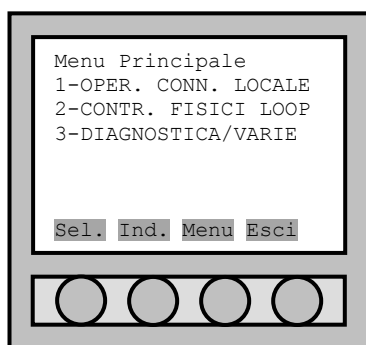 Menu Principale
1-OPER. CONN. LOCALE
2-CONTR. FISICI LOOP
3-DIAGNOSTICA/VARIE
Sel. Ind. Menu Esci